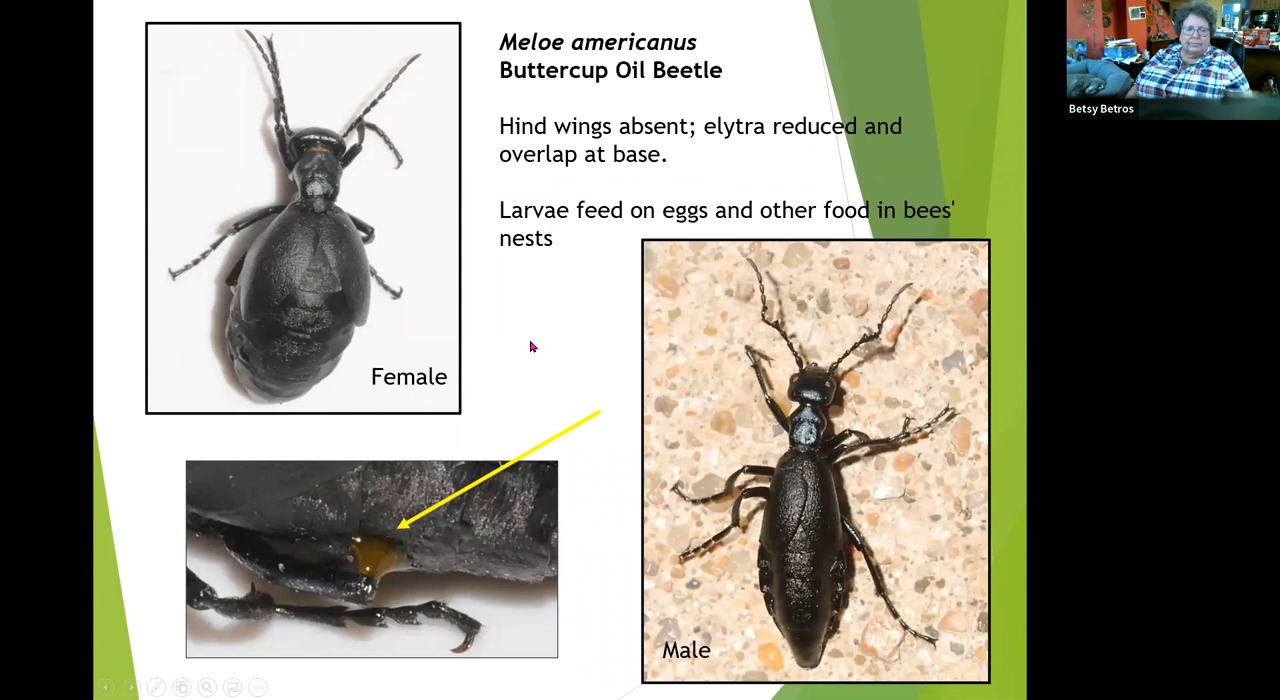 Meloe americanus
Buttercup Oil Beetle
Hind wings absent; elytra reduced and
overlap at base.
Larvae feed on eggs and other food in bees'
nests
Female
Male
Betsy Betros